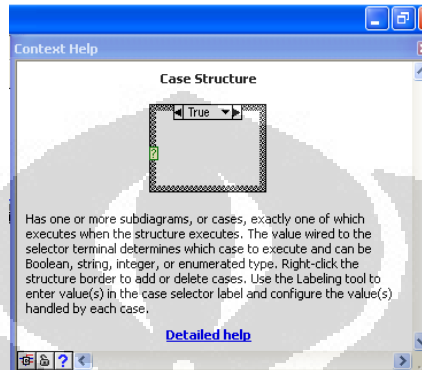 Context Help
Case Structure
True
?
Has one or more subdiagrams, or cases, exactly one of which
executes when the structure executes. The value wired to the
selector terminal determines which case to execute and can be
Boolean, string, integer, or enumerated type. Right-click the
structure border to add or delete cases. Use the Labeling tool to
enter value(s) in the case selector label and configure the value(s)
handled by each case.
Detailed help
?